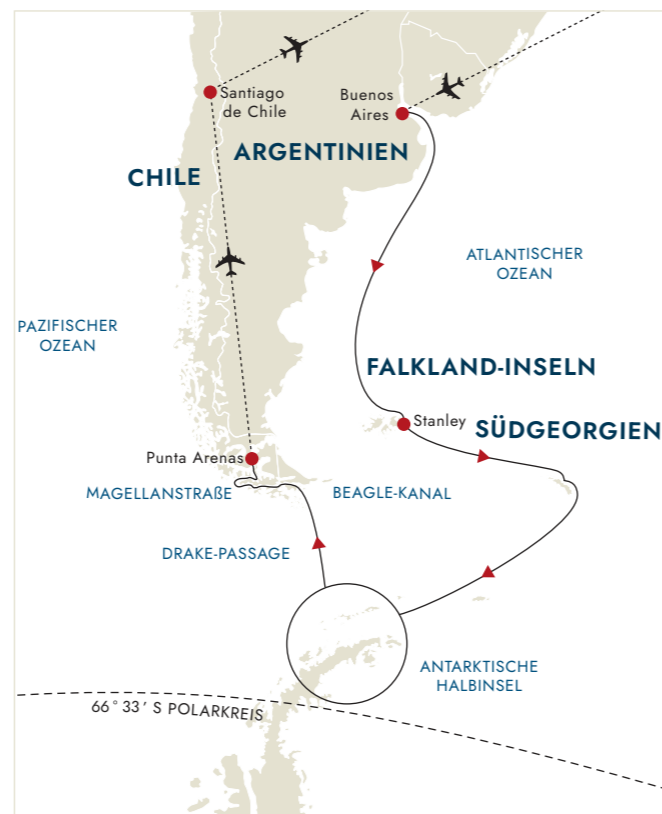 Santiago
de Chile
Buenos
Aires
ARGENTINIEN
CHILE
ATLANTISCHER
OZEAN
PAZIFISCHER
OZEAN
FALKLAND-INSELN
Stanley
SÜDGEORGIEN
Punta Arenas
MAGELLANSTRAßE
BEAGLE-KANAL
DRAKE-PASSAGE
ANTARKTISCHE
HALBINSEL
66° 33’ S POLARKREIS